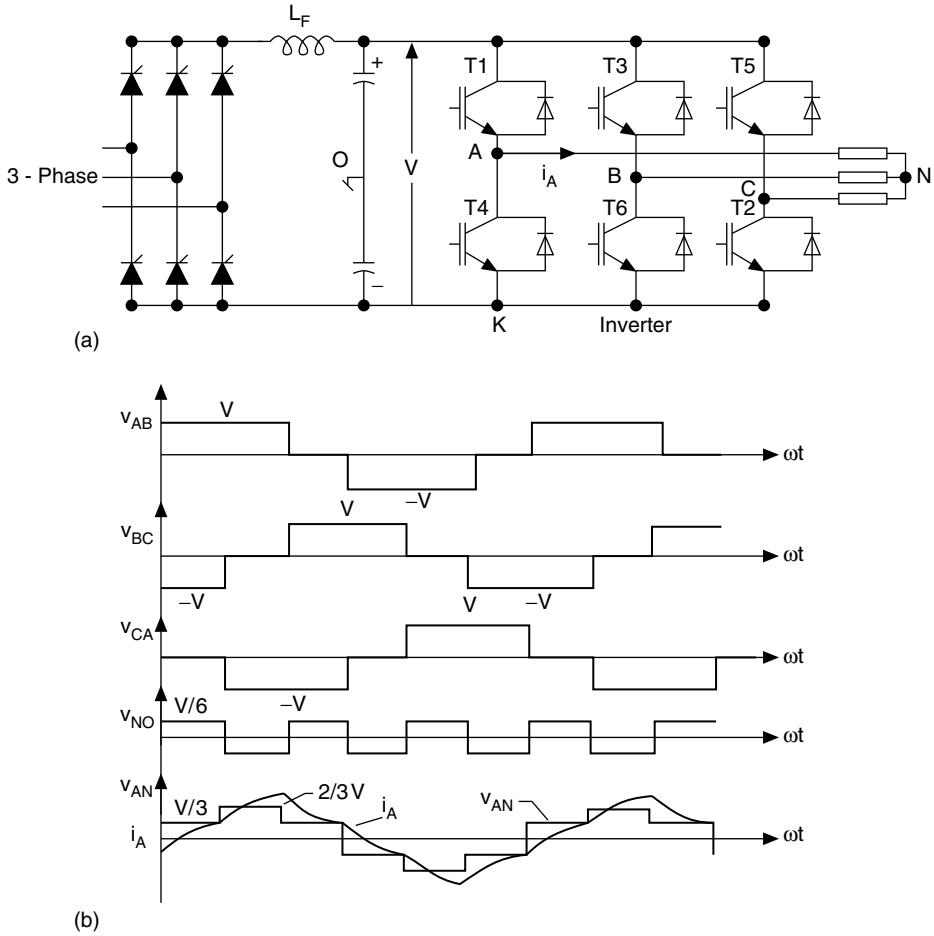 L_F
T1 T3 T5
+
A
O
V
3 - Phase
i_A
B
C
N
T4 T6 T2
−
K Inverter
(a)
v_AB V
ωt
−V
V
v_BC
ωt
−V
V −V
v_CA
ωt
−V
V/6
v_NO
ωt
v_AN
2/3 V
V/3 i_A v_AN
i_A
ωt
(b)